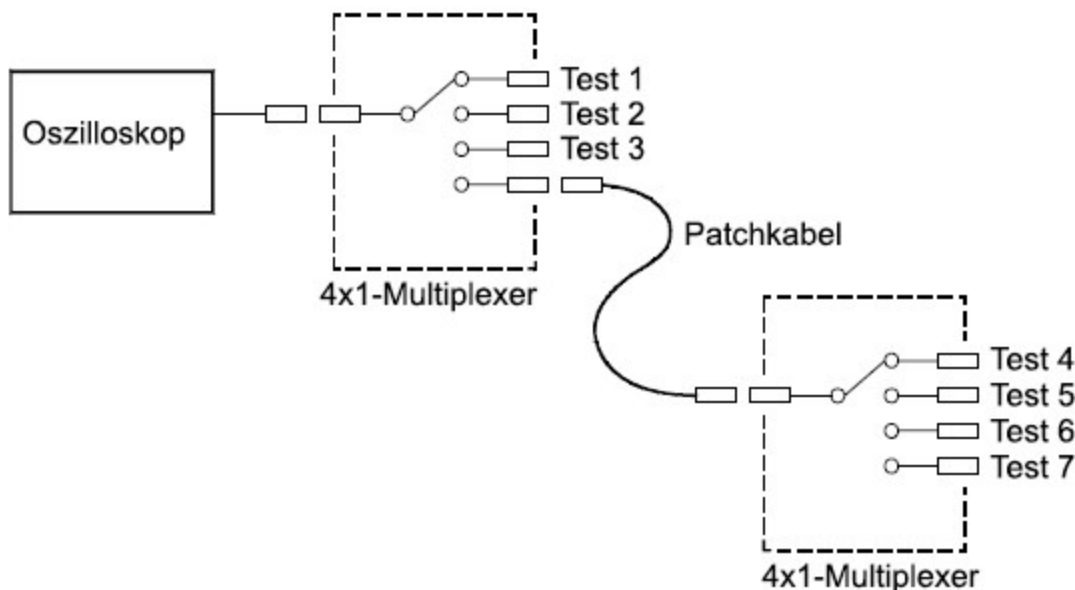 Oszilloskop
Test 1
Test 2
Test 3
Patchkabel
4x1-Multiplexer
Test 4
Test 5
Test 6
Test 7
4x1-Multiplexer